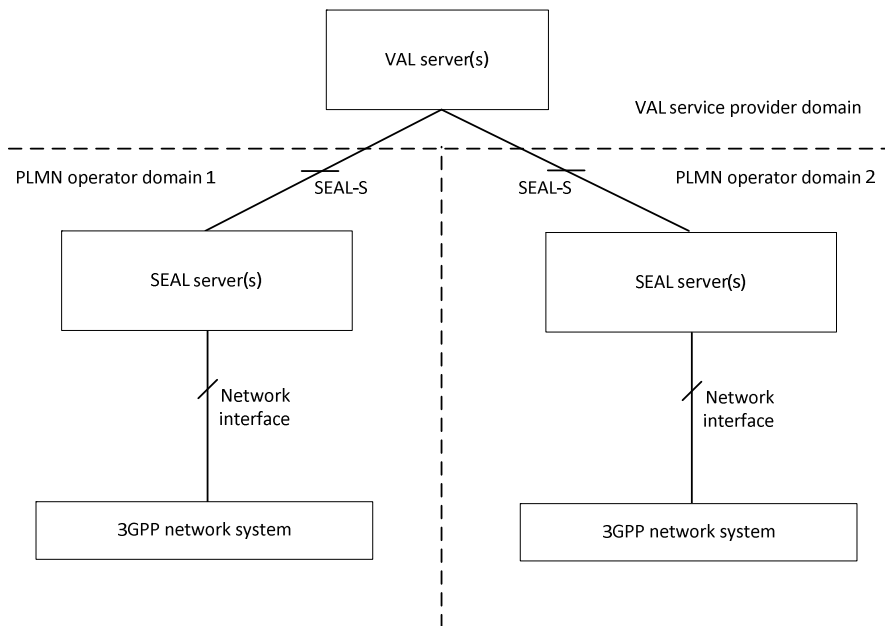 VAL server(s)
VAL service provider domain
PLMN operator domain 1
PLMN operator domain 2
SEAL-S
SEAL-S
SEAL server(s)
SEAL server(s)
Network
interface
Network
interface
3GPP network system
3GPP network system